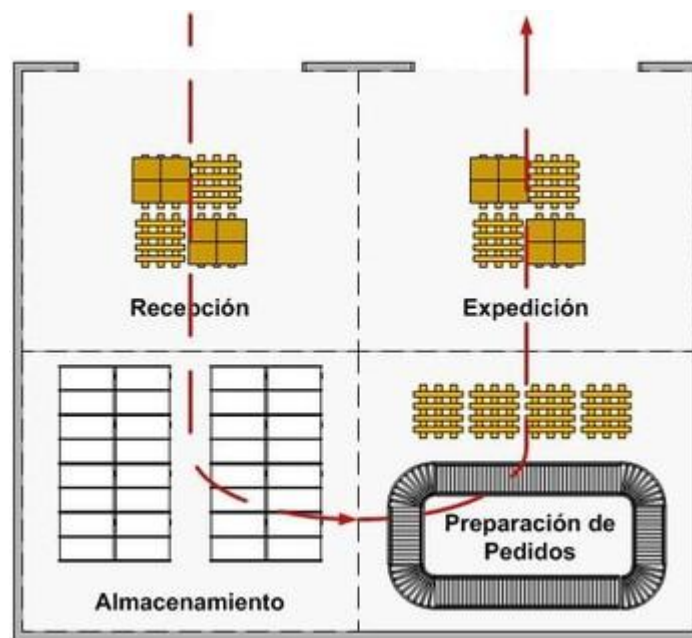 Recepción
Expedición
Almacenamiento
Preparación de
Pedidos